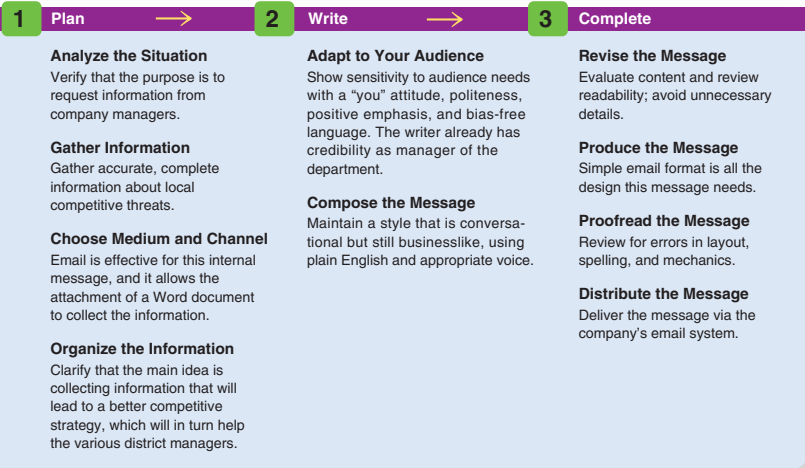 1 Plan
Analyze the Situation
Verify that the purpose is to
request information from
company managers.
Gather Information
Gather accurate, complete
information about local
competitive threats.
Choose Medium and Channel
Email is effective for this internal
message, and it allows the
attachment of a Word document
to collect the information.
Organize the Information
Clarify that the main idea is
collecting information that will
lead to a better competitive
strategy, which will in turn help
the various district managers.
2 Write
Adapt to Your Audience
Show sensitivity to audience needs
with a “you” attitude, politeness,
positive emphasis, and bias-free
language. The writer already has
credibility as manager of the
department.
Compose the Message
Maintain a style that is conversa-
tional but still businesslike, using
plain English and appropriate voice.
3 Complete
Revise the Message
Evaluate content and review
readability; avoid unnecessary
details.
Produce the Message
Simple email format is all the
design this message needs.
Proofread the Message
Review for errors in layout,
spelling, and mechanics.
Distribute the Message
Deliver the message via the
company’s email system.